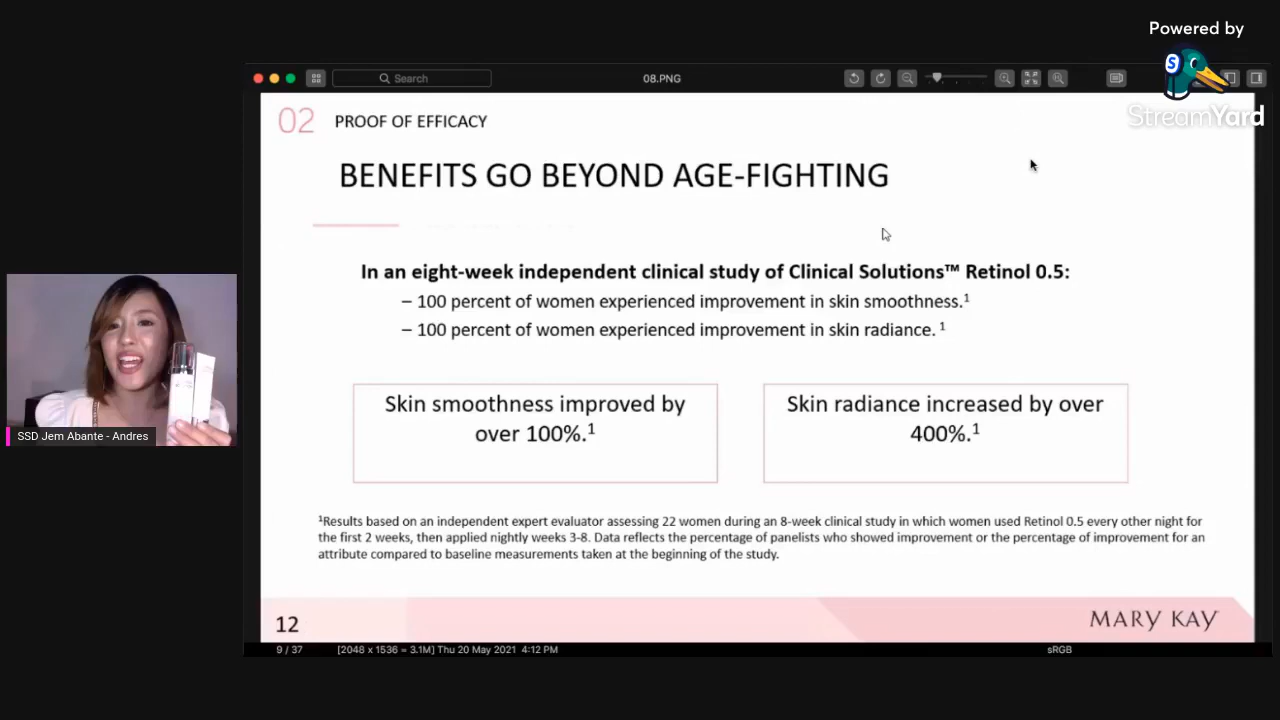 Powered by
StreamYard
Search
08.PNG
02 PROOF OF EFFICACY
BENEFITS GO BEYOND AGE-FIGHTING
In an eight-week independent clinical study of Clinical Solutions™ Retinol 0.5:
– 100 percent of women experienced improvement in skin smoothness.¹
– 100 percent of women experienced improvement in skin radiance. ¹
Skin smoothness improved by
over 100%.¹
Skin radiance increased by over
400%.¹
¹Results based on an independent expert evaluator assessing 22 women during an 8-week clinical study in which women used Retinol 0.5 every other night for
the first 2 weeks, then applied nightly weeks 3-8. Data reflects the percentage of panelists who showed improvement or the percentage of improvement for an
attribute compared to baseline measurements taken at the beginning of the study.
12
MARY KAY
9 / 37 [2048 x 1536 = 3.1M] Thu 20 May 2021 4:12 PM
sRGB
SSD Jem Abante - Andres